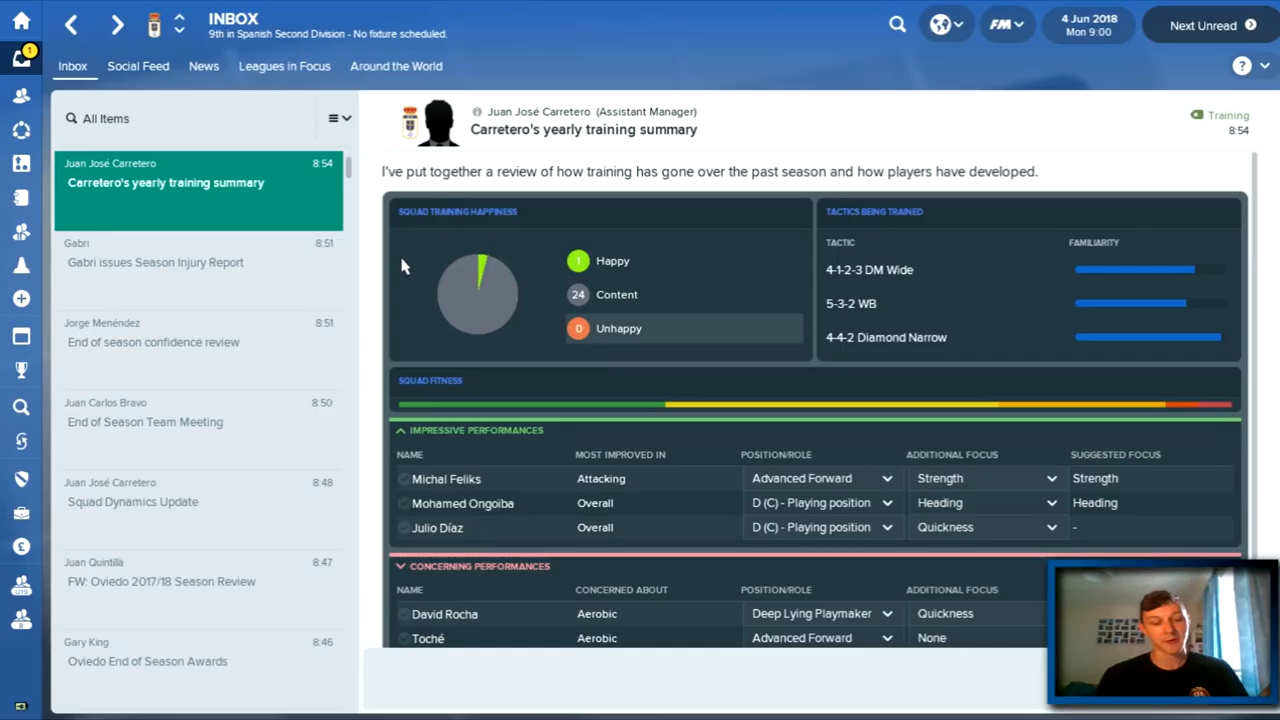 INBOX
9th in Spanish Second Division - No fixture scheduled.
FM
4 Jun 2018
Mon 9:00
Next Unread
1
Inbox
Social Feed
News
Leagues in Focus
Around the World
?
All Items
Juan José Carretero 8:54
Carretero's yearly training summary
Gabri 8:51
Gabri issues Season Injury Report
Jorge Menéndez 8:51
End of season confidence review
Juan Carlos Bravo 8:50
End of Season Team Meeting
Juan José Carretero 8:48
Squad Dynamics Update
Juan Quintillà 8:47
FW: Oviedo 2017/18 Season Review
Gary King 8:46
Oviedo End of Season Awards
Juan José Carretero (Assistant Manager)
Carretero's yearly training summary
Training
8:54
I've put together a review of how training has gone over the past season and how players have developed.
SQUAD TRAINING HAPPINESS
1 Happy
24 Content
0 Unhappy
TACTICS BEING TRAINED
TACTIC FAMILIARITY
4-1-2-3 DM Wide
5-3-2 WB
4-4-2 Diamond Narrow
SQUAD FITNESS
IMPRESSIVE PERFORMANCES
NAME MOST IMPROVED IN POSITION/ROLE ADDITIONAL FOCUS SUGGESTED FOCUS
Michal Feliks Attacking Advanced Forward Strength Strength
Mohamed Ongoïba Overall D (C) - Playing position Heading Heading
Julio Díaz Overall D (C) - Playing position Quickness -
CONCERNING PERFORMANCES
NAME CONCERNED ABOUT POSITION/ROLE ADDITIONAL FOCUS
David Rocha Aerobic Deep Lying Playmaker Quickness
Toché Aerobic Advanced Forward None